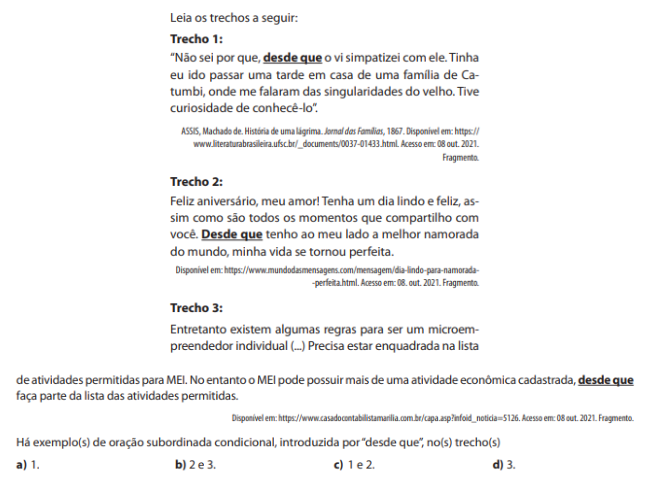 Leia os trechos a seguir:
Trecho 1:
“Não sei por que, desde que o vi simpatizei com ele. Tinha
eu ido passar uma tarde em casa de uma família de Ca-
tumbi, onde me falaram das singularidades do velho. Tive
curiosidade de conhecê-lo”.
ASSIS, Machado de. História de uma lágrima. Jornal das Famílias, 1867. Disponível em: https://
www.literaturabrasileira.ufsc.br/_documents/0037-01433.html. Acesso em: 08 out. 2021.
Fragmento.
Trecho 2:
Feliz aniversário, meu amor! Tenha um dia lindo e feliz, as-
sim como são todos os momentos que compartilho com
você. Desde que tenho ao meu lado a melhor namorada
do mundo, minha vida se tornou perfeita.
Disponível em: https://www.mundodasmensagens.com/mensagem/dia-lindo-para-namorada-
-perfeita.html. Acesso em: 08. out. 2021. Fragmento.
Trecho 3:
Entretanto existem algumas regras para ser um microem-
preendedor individual (...) Precisa estar enquadrada na lista
de atividades permitidas para MEI. No entanto o MEI pode possuir mais de uma atividade econômica cadastrada, desde que
faça parte da lista das atividades permitidas.
Disponível em: https://www.casadocontabilistamarilia.com.br/capa.asp?infoid_noticia=5126. Acesso em: 08 out. 2021. Fragmento.
Há exemplo(s) de oração subordinada condicional, introduzida por “desde que”, no(s) trecho(s)
a) 1. b) 2 e 3. c) 1 e 2. d) 3.